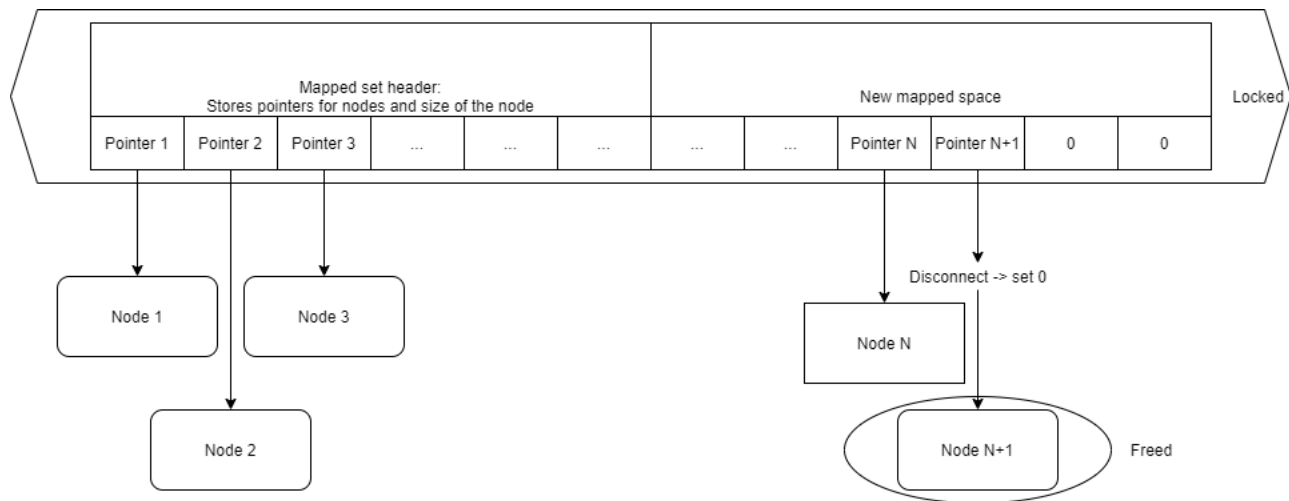 Mapped set header:
Stores pointers for nodes and size of the node
New mapped space
Locked
Pointer 1
Pointer 2
Pointer 3
...
...
...
...
...
Pointer N
Pointer N+1
0
0
Disconnect -> set 0
Node 1
Node 3
Node N
Node 2
Node N+1
Freed